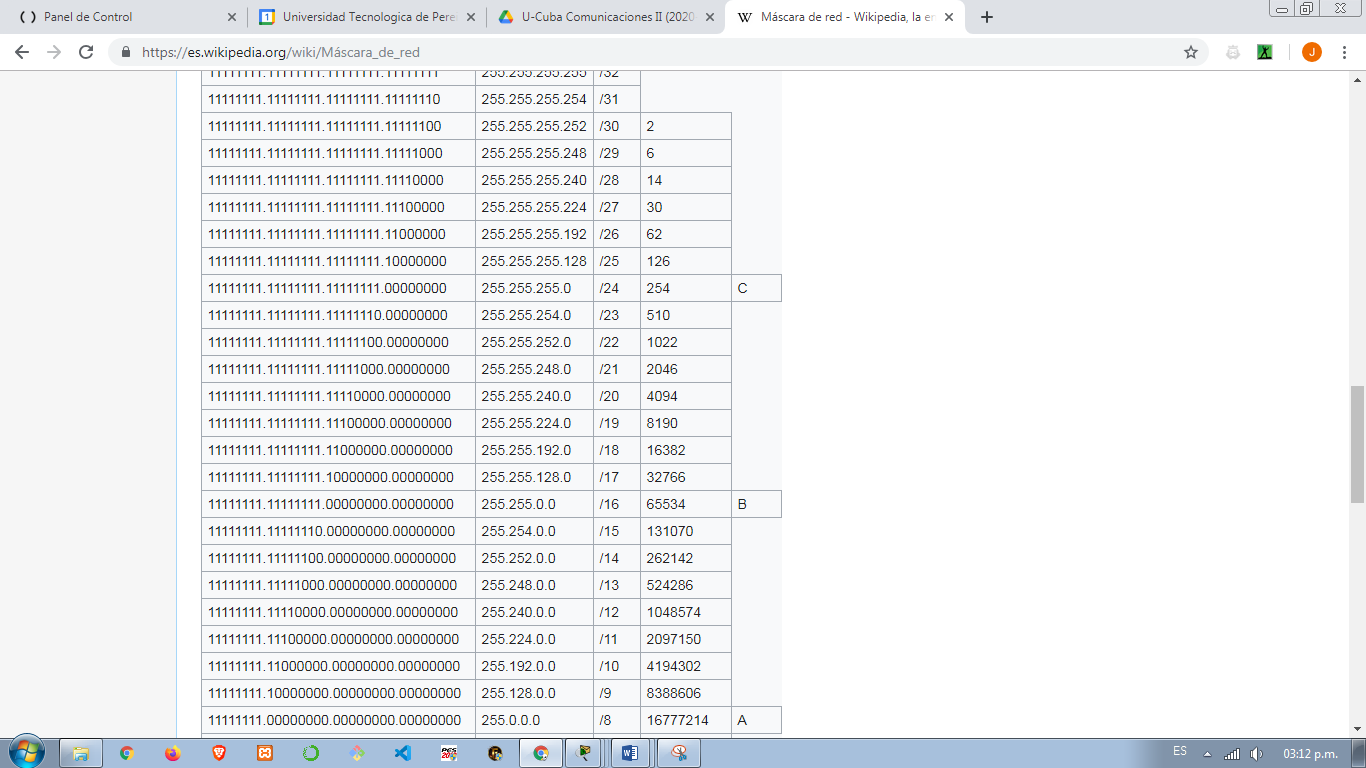 Panel de Control
Universidad Tecnologica de Pere
U-Cuba Comunicaciones II (2020
Máscara de red - Wikipedia, la en
https://es.wikipedia.org/wiki/Máscara_de_red
J
11111111.11111111.11111111.11111111 255.255.255.255 /32
11111111.11111111.11111111.11111110 255.255.255.254 /31
11111111.11111111.11111111.11111100 255.255.255.252 /30 2
11111111.11111111.11111111.11111000 255.255.255.248 /29 6
11111111.11111111.11111111.11110000 255.255.255.240 /28 14
11111111.11111111.11111111.11100000 255.255.255.224 /27 30
11111111.11111111.11111111.11000000 255.255.255.192 /26 62
11111111.11111111.11111111.10000000 255.255.255.128 /25 126
11111111.11111111.11111111.00000000 255.255.255.0 /24 254 C
11111111.11111111.11111110.00000000 255.255.254.0 /23 510
11111111.11111111.11111100.00000000 255.255.252.0 /22 1022
11111111.11111111.11111000.00000000 255.255.248.0 /21 2046
11111111.11111111.11110000.00000000 255.255.240.0 /20 4094
11111111.11111111.11100000.00000000 255.255.224.0 /19 8190
11111111.11111111.11000000.00000000 255.255.192.0 /18 16382
11111111.11111111.10000000.00000000 255.255.128.0 /17 32766
11111111.11111111.00000000.00000000 255.255.0.0 /16 65534 B
11111111.11111110.00000000.00000000 255.254.0.0 /15 131070
11111111.11111100.00000000.00000000 255.252.0.0 /14 262142
11111111.11111000.00000000.00000000 255.248.0.0 /13 524286
11111111.11110000.00000000.00000000 255.240.0.0 /12 1048574
11111111.11100000.00000000.00000000 255.224.0.0 /11 2097150
11111111.11000000.00000000.00000000 255.192.0.0 /10 4194302
11111111.10000000.00000000.00000000 255.128.0.0 /9 8388606
11111111.00000000.00000000.00000000 255.0.0.0 /8 16777214 A
ES
03:12 p.m.